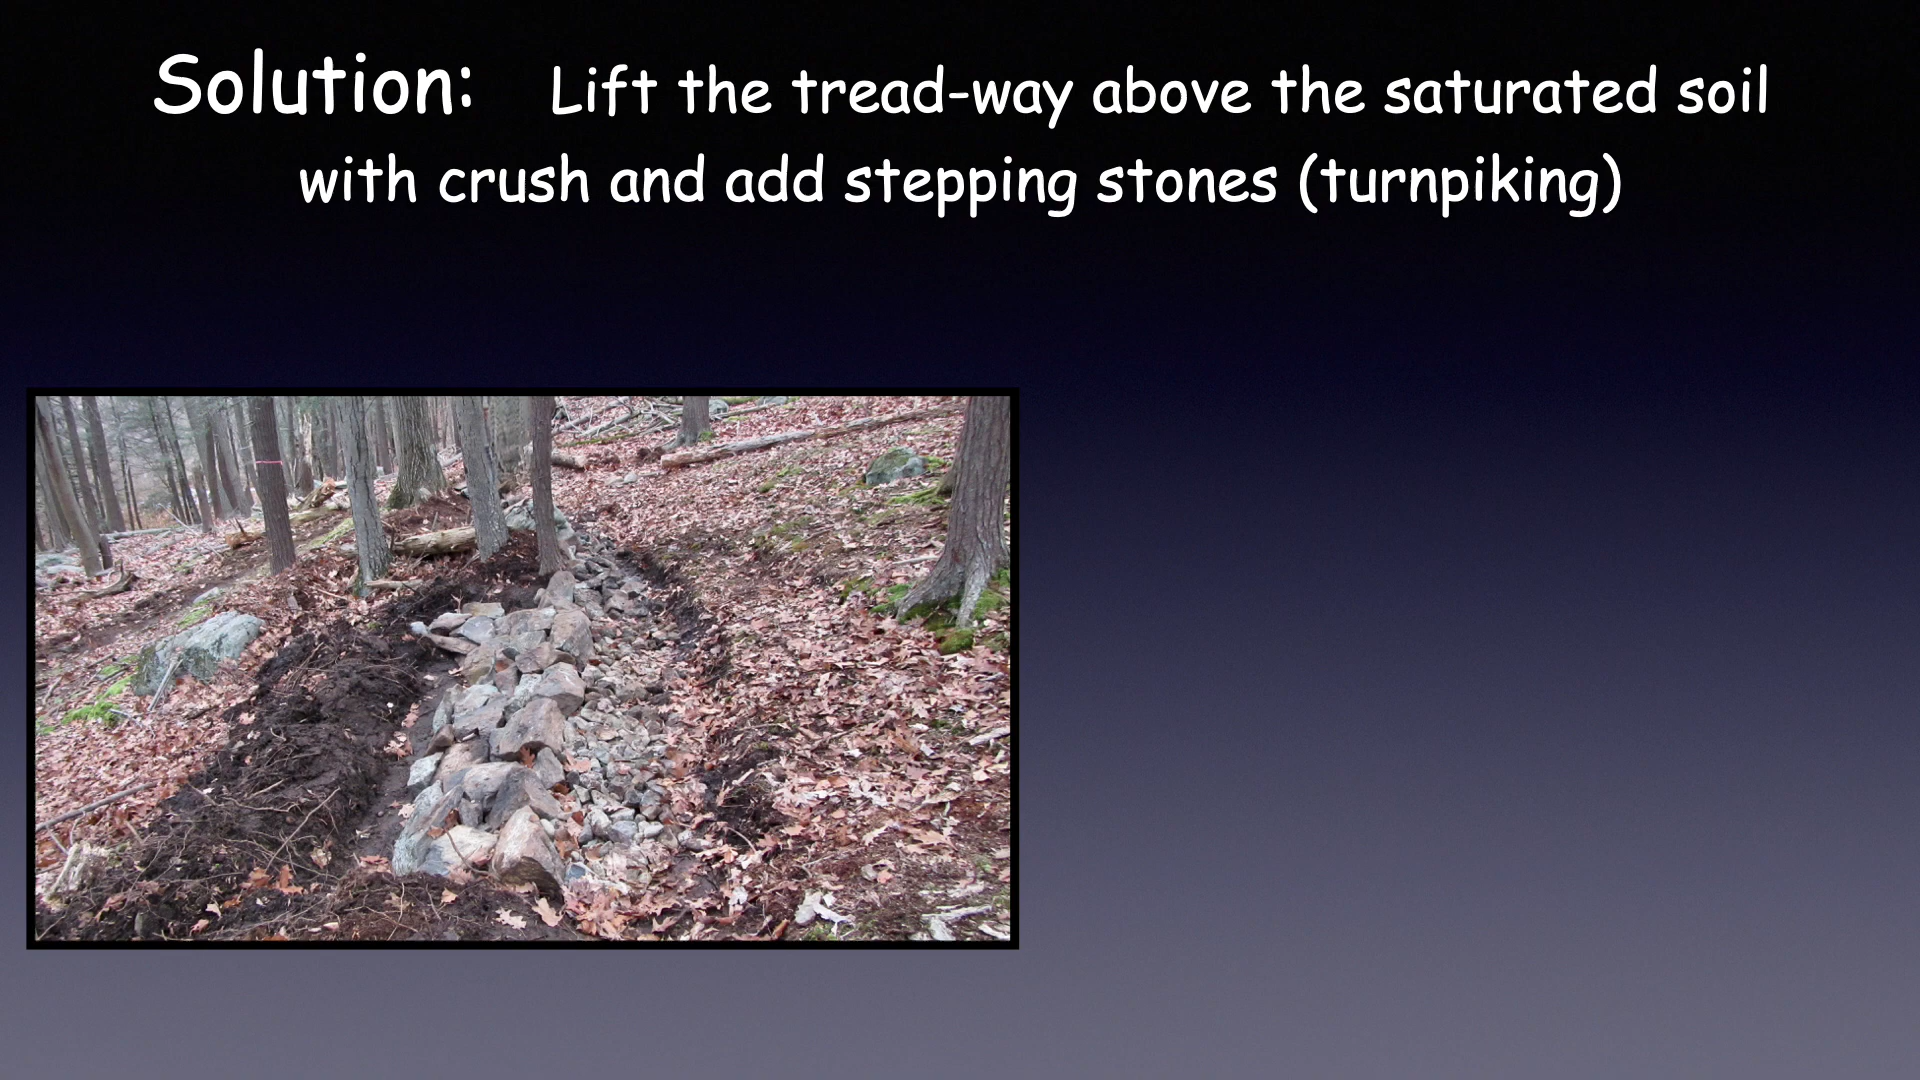 Solution: Lift the tread-way above the saturated soil
with crush and add stepping stones (turnpiking)